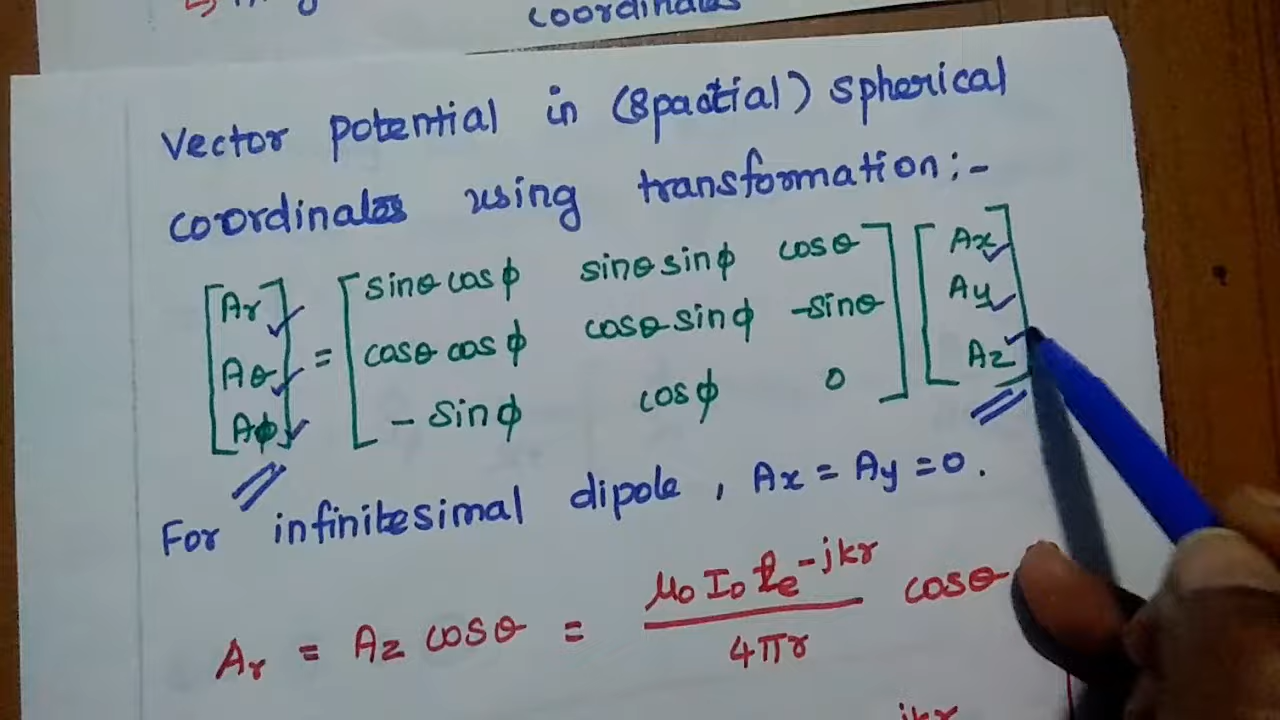 coordinates
Vector potential in (Spactial) spherical
coordinates using transformation:-
[Ar] = [sinθ cosϕ sinθ sinϕ cosθ] [Ax]
[Aθ] [cosθ cosϕ cosθ sinϕ -sinθ] [Ay]
[Aϕ] [- sinϕ cosϕ 0] [Az]
For infinitesimal dipole, Ax = Ay = 0.
Ar = Az cosθ = μ0 I0 l e^-jkr / 4πr cosθ
jkr